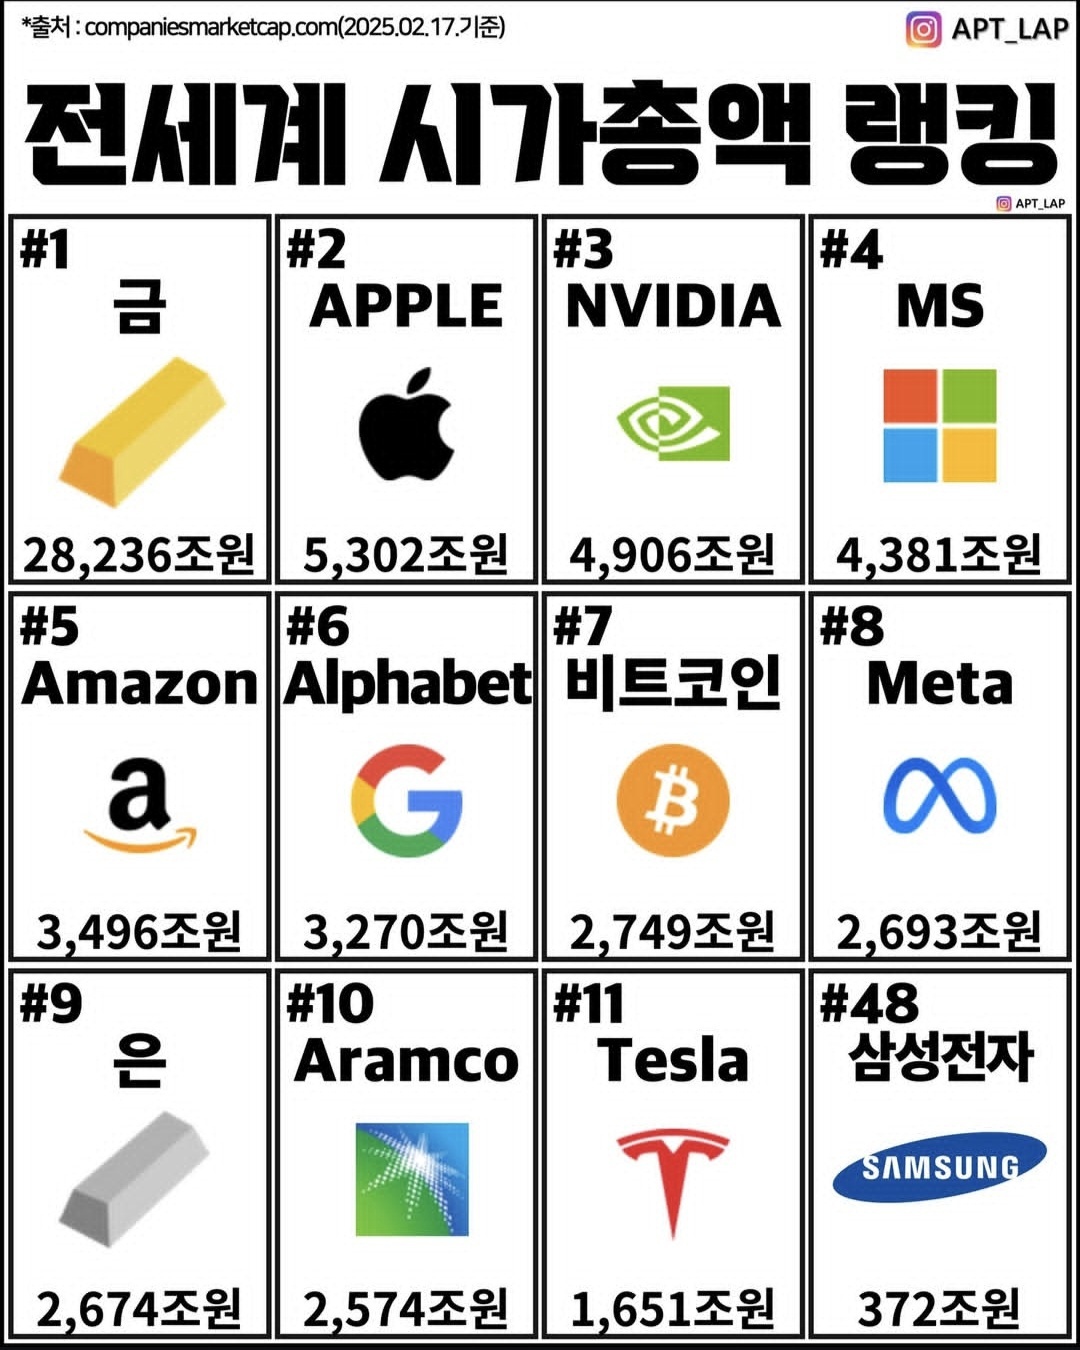 *출처 : companiesmarketcap.com(2025.02.17.기준)
APT_LAP
전세계 시가총액 랭킹
APT_LAP
#1
금
28,236조원
#2
APPLE
5,302조원
#3
NVIDIA
4,906조원
#4
MS
4,381조원
#5
Amazon
a
3,496조원
#6
Alphabet
G
3,270조원
#7
비트코인
₿
2,749조원
#8
Meta
2,693조원
#9
은
2,674조원
#10
Aramco
2,574조원
#11
Tesla
T
1,651조원
#48
삼성전자
SAMSUNG
372조원